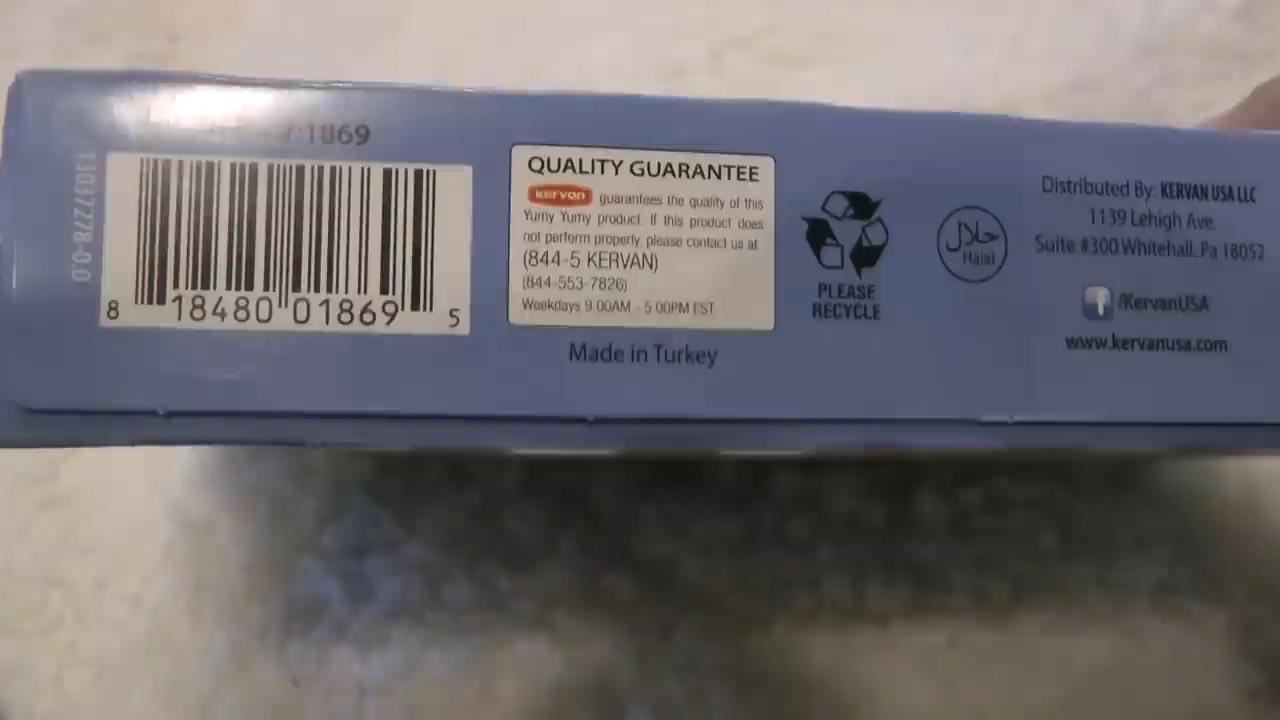 1869
1037278-0.0
8 18480 01869 5
QUALITY GUARANTEE
kervan guarantees the quality of this
Yumy Yumy product. If this product does
not perform properly, please contact us at
(844-5 KERVAN)
(844-553-7826)
Weekdays 9:00AM - 5:00PM EST
Made in Turkey
PLEASE
RECYCLE
حلال
Halal
Distributed By: KERVAN USA LLC
1139 Lehigh Ave.
Suite #300 Whitehall, Pa 18052
f /KervanUSA
www.kervanusa.com